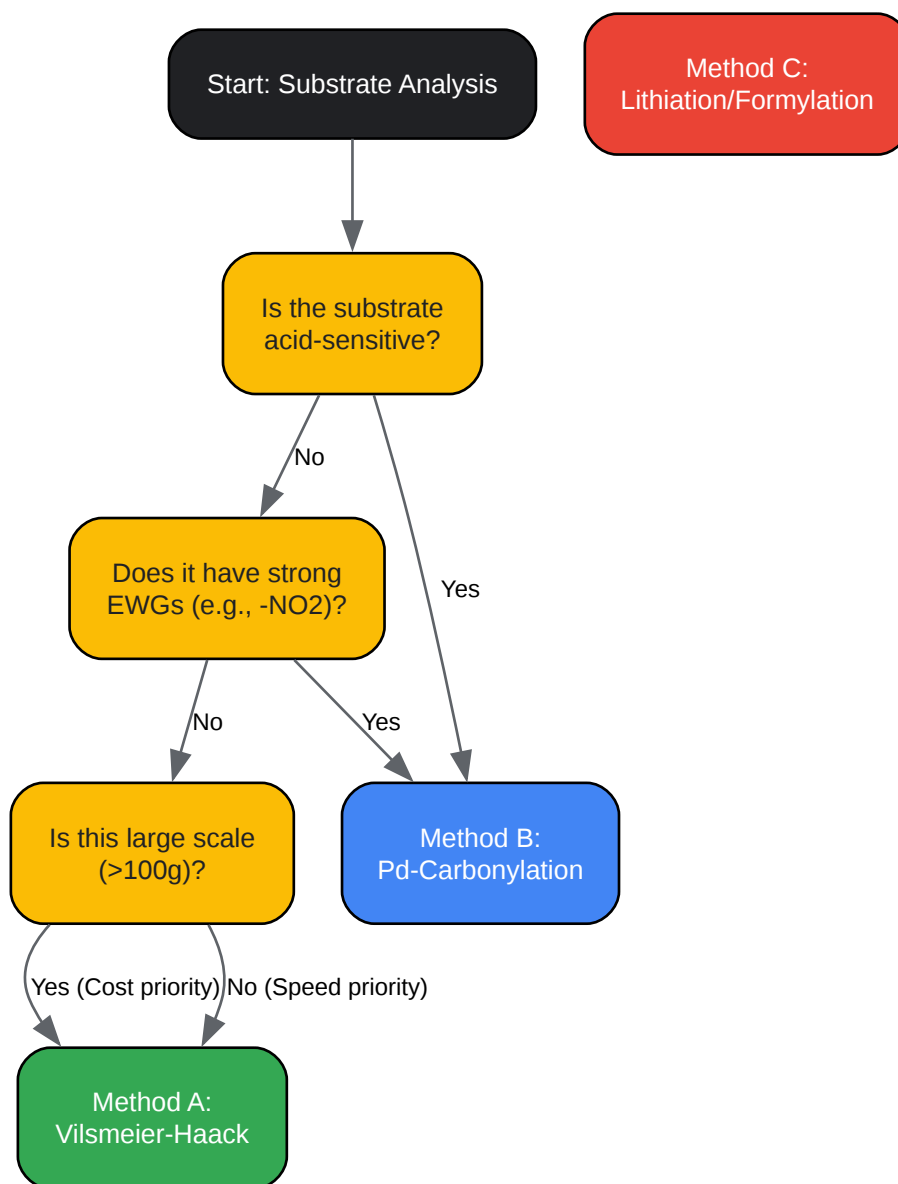 Start: Substrate Analysis
Method C:
Lithiation/Formylation
Is the substrate
acid-sensitive?
No
Yes
Does it have strong
EWGs (e.g., -NO2)?
No
Yes
Is this large scale
(>100g)?
Method B:
Pd-Carbonylation
Yes (Cost priority)
No (Speed priority)
Method A:
Vilsmeier-Haack